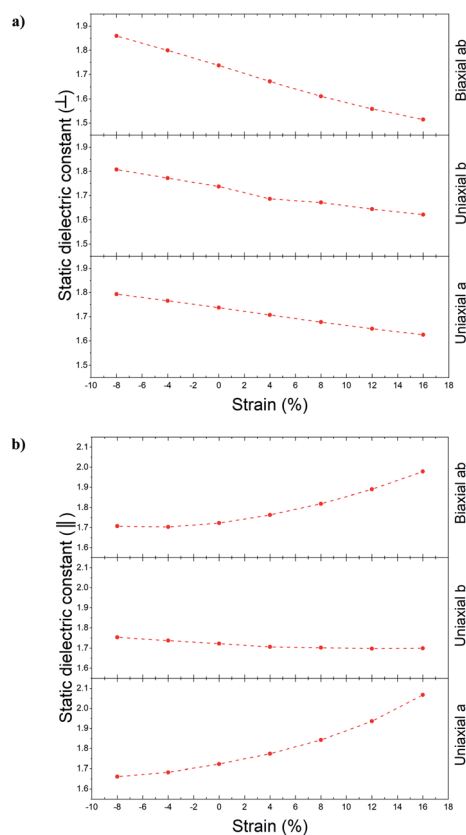 a)
Static dielectric constant (⊥)
1.9
1.8
1.7
1.6
1.5
Biaxial ab
1.9
1.8
1.7
1.6
1.5
Uniaxial b
1.9
1.8
1.7
1.6
1.5
Uniaxial a
-10 -8 -6 -4 -2 0 2 4 6 8 10 12 14 16 18
Strain (%)
b)
Static dielectric constant (||)
2.1
2.0
1.9
1.8
1.7
1.6
Biaxial ab
2.1
2.0
1.9
1.8
1.7
1.6
Uniaxial b
2.1
2.0
1.9
1.8
1.7
1.6
Uniaxial a
-10 -8 -6 -4 -2 0 2 4 6 8 10 12 14 16 18
Strain (%)